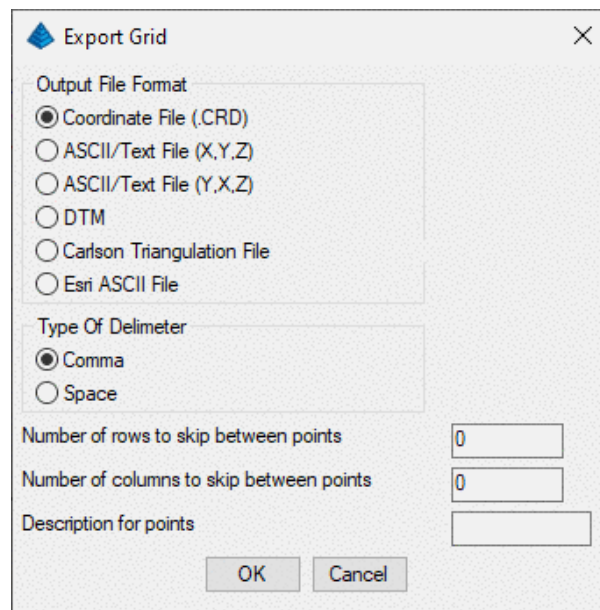 Export Grid
Output File Format
Coordinate File (.CRD)
ASCII/Text File (X,Y,Z)
ASCII/Text File (Y,X,Z)
DTM
Carlson Triangulation File
Esri ASCII File
Type Of Delimeter
Comma
Space
Number of rows to skip between points 0
Number of columns to skip between points 0
Description for points
OK Cancel